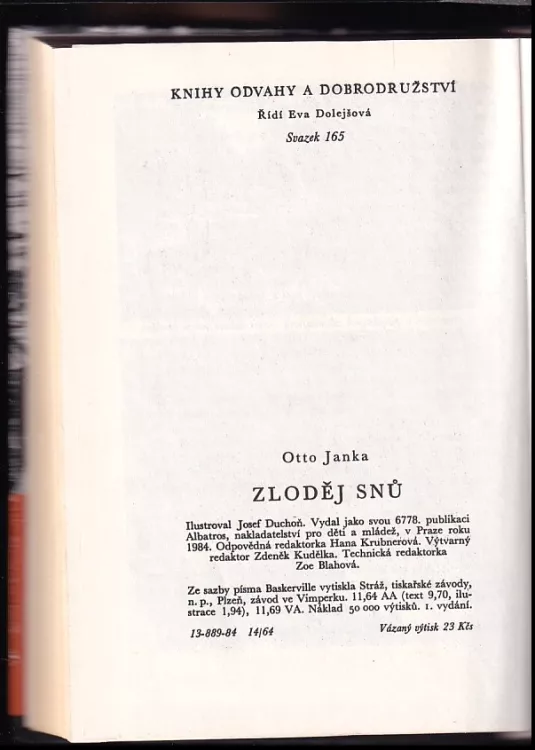 KNIHY ODVAHY A DOBRODRUŽSTVÍ
Řídí Eva Dolejšová
Svazek 165
Otto Janka
ZLODĚJ SNŮ
Ilustroval Josef Duchoň. Vydal jako svou 6778. publikaci
Albatros, nakladatelství pro děti a mládež, v Praze roku
1984. Odpovědná redaktorka Hana Krubnerová. Výtvarný
redaktor Zdeněk Kudělka. Technická redaktorka
Zoe Blahová.
Ze sazby písma Baskerville vytiskla Stráž, tiskařské závody,
n. p., Plzeň, závod ve Vimperku. 11,64 AA (text 9,70, ilu-
strace 1,94), 11,69 VA. Náklad 50 000 výtisků. 1. vydání.
13-889-84 14/64 Vázaný výtisk 23 Kčs